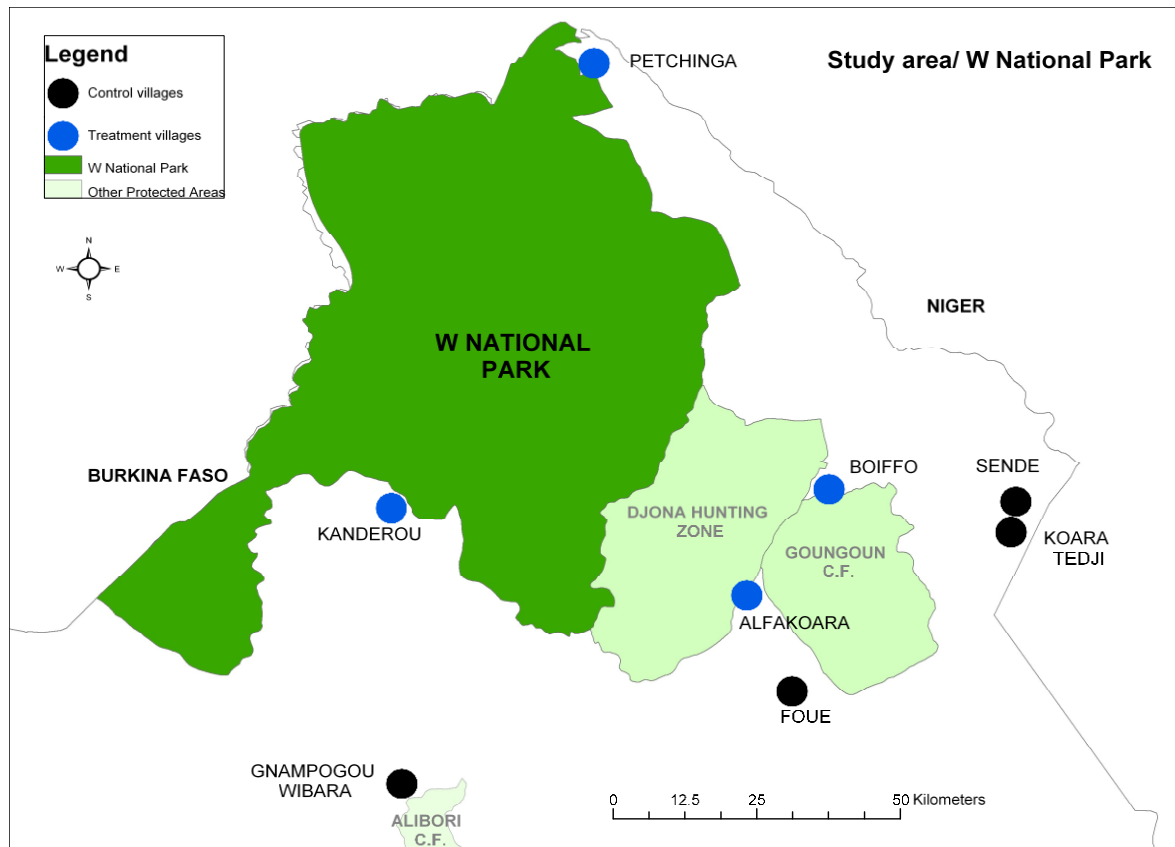 Legend
Control villages
Treatment villages
W National Park
Other Protected Areas
Study area/ W National Park
PETCHINGA
N
W
E
S
NIGER
W NATIONAL
PARK
BURKINA FASO
BOIFFO
SENDE
KANDEROU
DJONA HUNTING
ZONE
GOUNGOUN
C.F.
KOARA
TEDJI
ALFAKOARA
FOUE
GNAMPOGOU
WIBARA
ALIBORI
C.F.
0 12.5 25 50 Kilometers